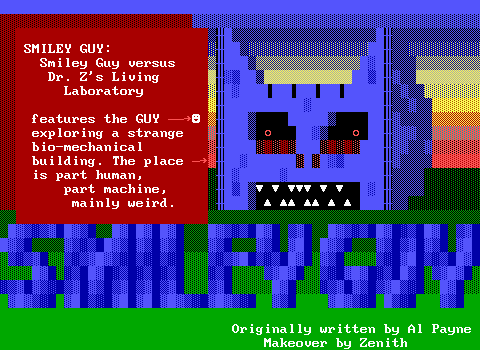 SMILEY GUY:
Smiley Guy versus
Dr. Z's Living
Laboratory
features the GUY
exploring a strange
bio-mechanical
building. The place
is part human,
part machine,
mainly weird.
Originally written by Al Payne
Makeover by Zenith